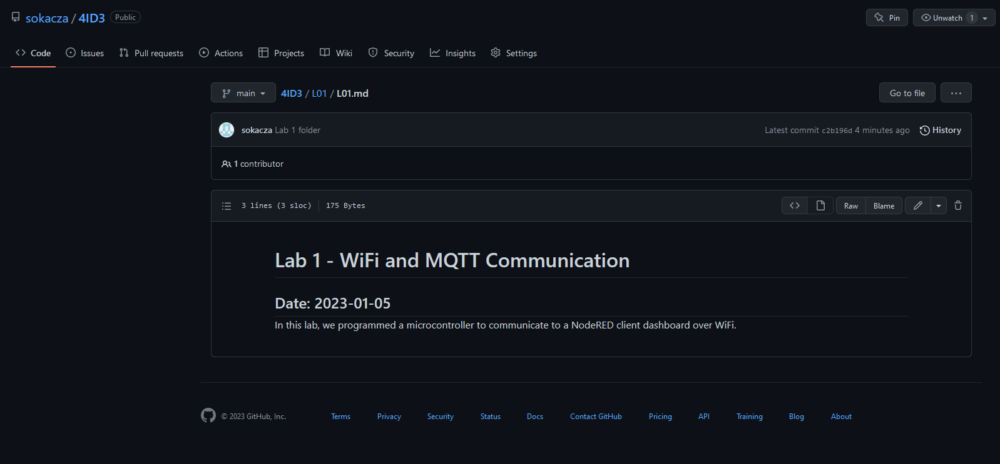 sokacza / 4ID3 Public Pin Unwatch 1
Code Issues Pull requests Actions Projects Wiki Security Insights Settings
main 4ID3 / L01 / L01.md Go to file ...
sokacza Lab 1 folder Latest commit c2b196d 4 minutes ago History
1 contributor
3 lines (3 sloc) 175 Bytes Raw Blame
Lab 1 - WiFi and MQTT Communication
Date: 2023-01-05
In this lab, we programmed a microcontroller to communicate to a NodeRED client dashboard over WiFi.
© 2023 GitHub, Inc. Terms Privacy Security Status Docs Contact GitHub Pricing API Training Blog About